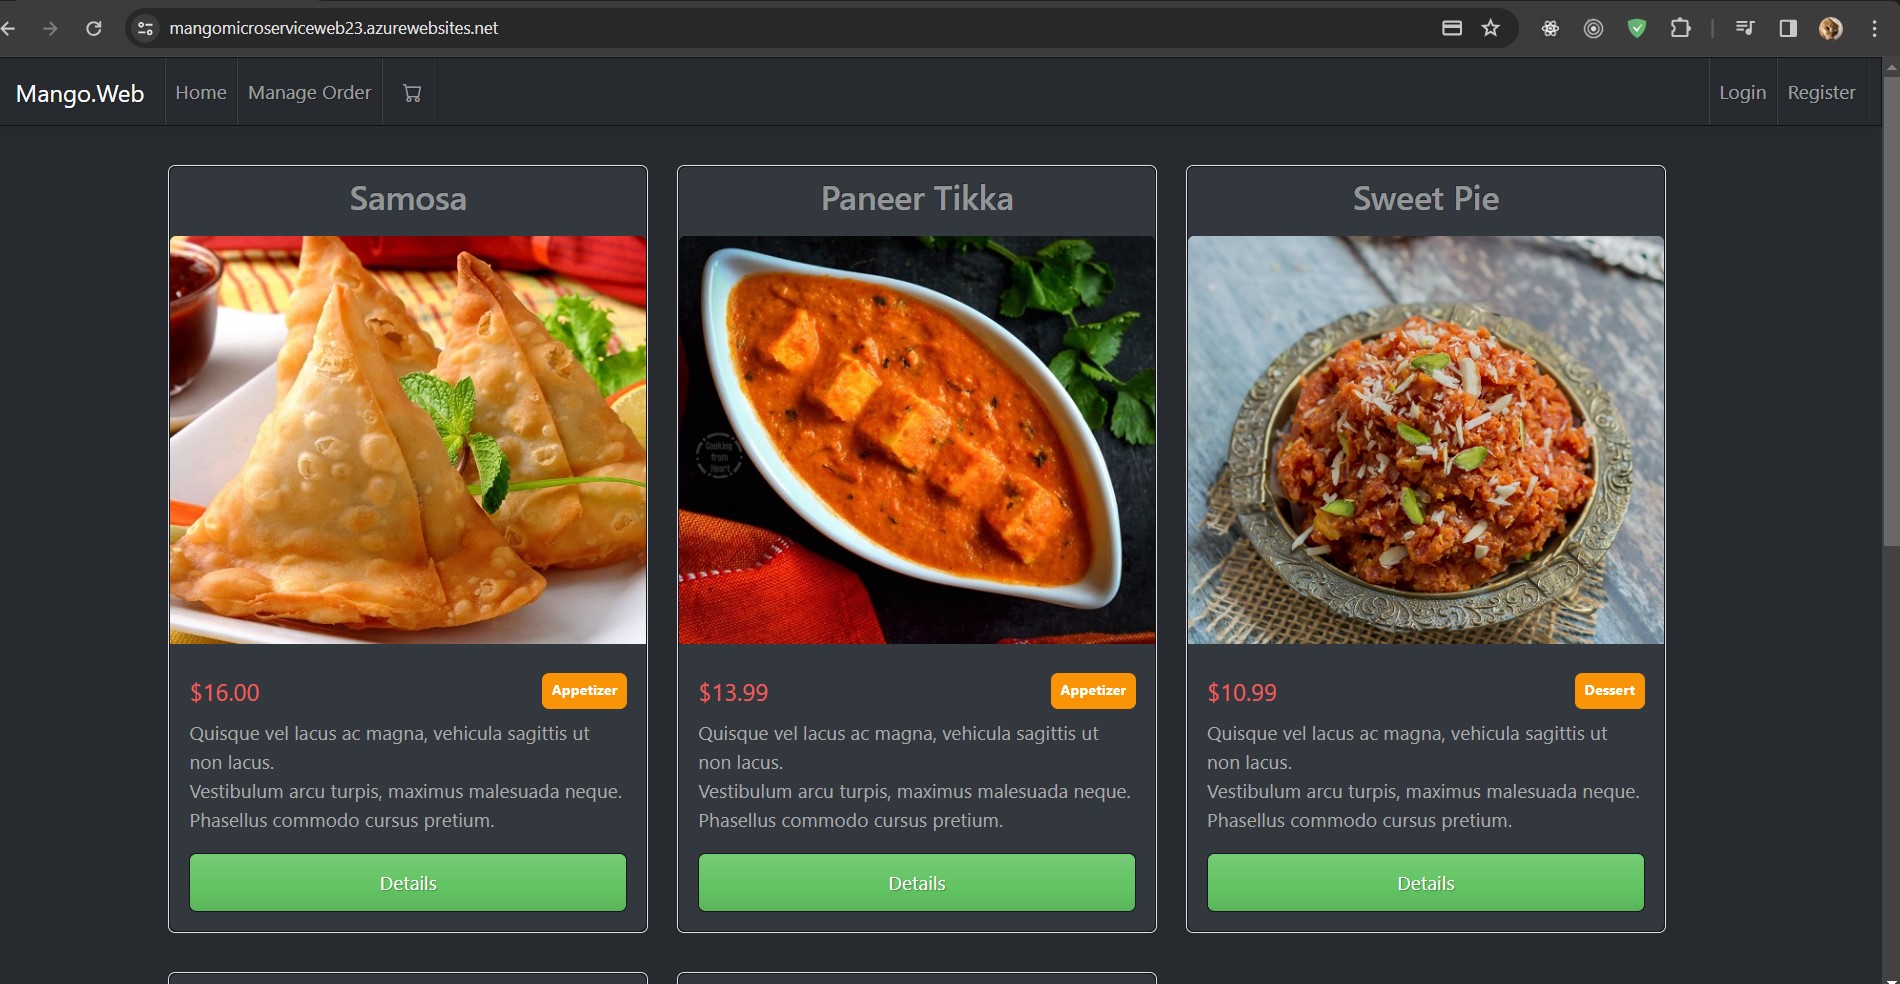 mangomicroserviceweb23.azurewebsites.net
Mango.Web Home Manage Order Login Register
Samosa
Paneer Tikka
Sweet Pie
Cooking
from
Heart
$16.00 Appetizer
Quisque vel lacus ac magna, vehicula sagittis ut
non lacus.
Vestibulum arcu turpis, maximus malesuada neque.
Phasellus commodo cursus pretium.
Details
$13.99 Appetizer
Quisque vel lacus ac magna, vehicula sagittis ut
non lacus.
Vestibulum arcu turpis, maximus malesuada neque.
Phasellus commodo cursus pretium.
Details
$10.99 Dessert
Quisque vel lacus ac magna, vehicula sagittis ut
non lacus.
Vestibulum arcu turpis, maximus malesuada neque.
Phasellus commodo cursus pretium.
Details